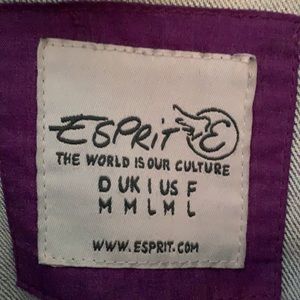 ESPRIT E
THE WORLD IS OUR CULTURE
D UK I US F
M M L M L
WWW.ESPRIT.COM